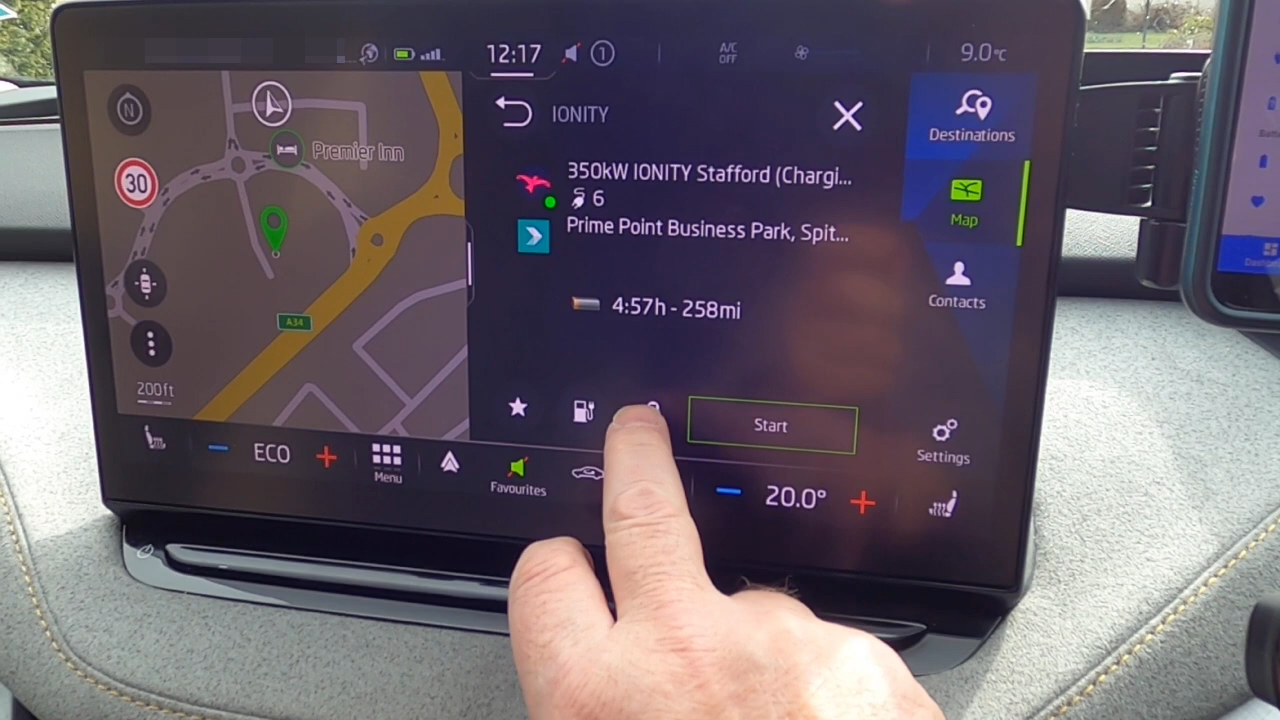 12:17
1
A/C
OFF
9.0°C
N
30
Premier Inn
A34
200ft
IONITY
350kW IONITY Stafford (Chargi...
6
Prime Point Business Park, Spit...
4:57h - 258mi
Start
Destinations
Map
Contacts
Settings
ECO
Menu
Favourites
20.0°